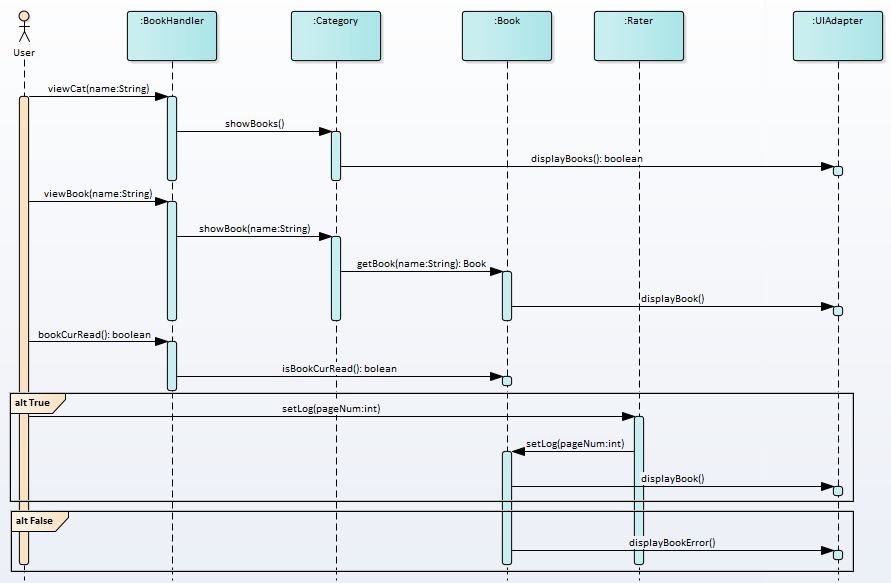 :BookHandler
:Category
:Book
:Rater
:UIAdapter
User
viewCat(name:String)
showBooks()
displayBooks(): boolean
viewBook(name:String)
showBook(name:String)
getBook(name:String): Book
displayBook()
bookCurRead(): boolean
isBookCurRead(): bolean
alt True
setLog(pageNum:int)
setLog(pageNum:int)
displayBook()
alt False
displayBookError()